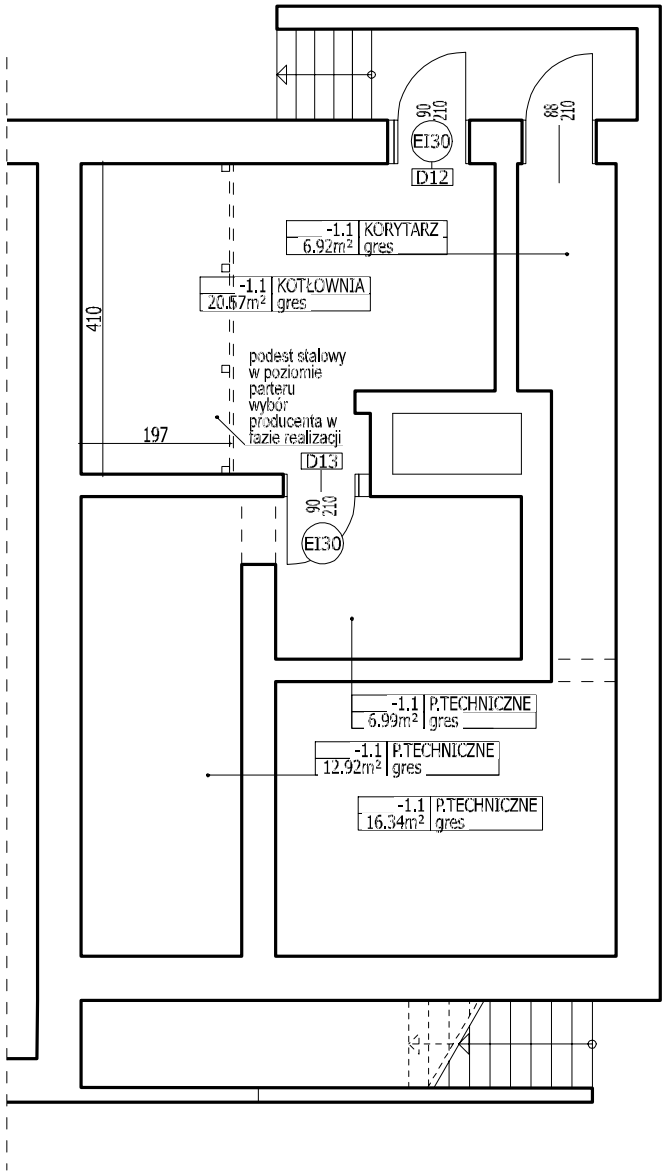 90
210
88
210
EI30
D12
-1.1 KORYTARZ
6.92m² gres
-1.1 KOTŁOWNIA
20.67m² gres
410
podest stalowy
w poziomie
parteru
wybór
producenta w
fazie realizacji
197
D13
90
210
EI30
-1.1 P.TECHNICZNE
6.99m² gres
-1.1 P.TECHNICZNE
12.92m² gres
-1.1 P.TECHNICZNE
16.34m² gres